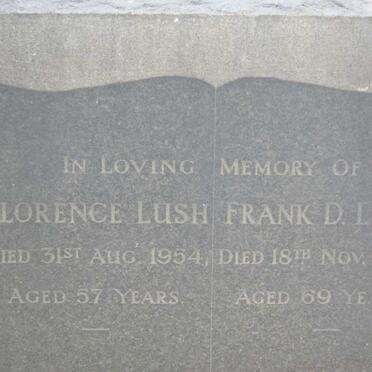 IN LOVING MEMORY OF
LORENCE LUSH FRANK D. L
IED 31ST AUG. 1954, DIED 18TH NOV.
AGED 57 YEARS. AGED 69 YE